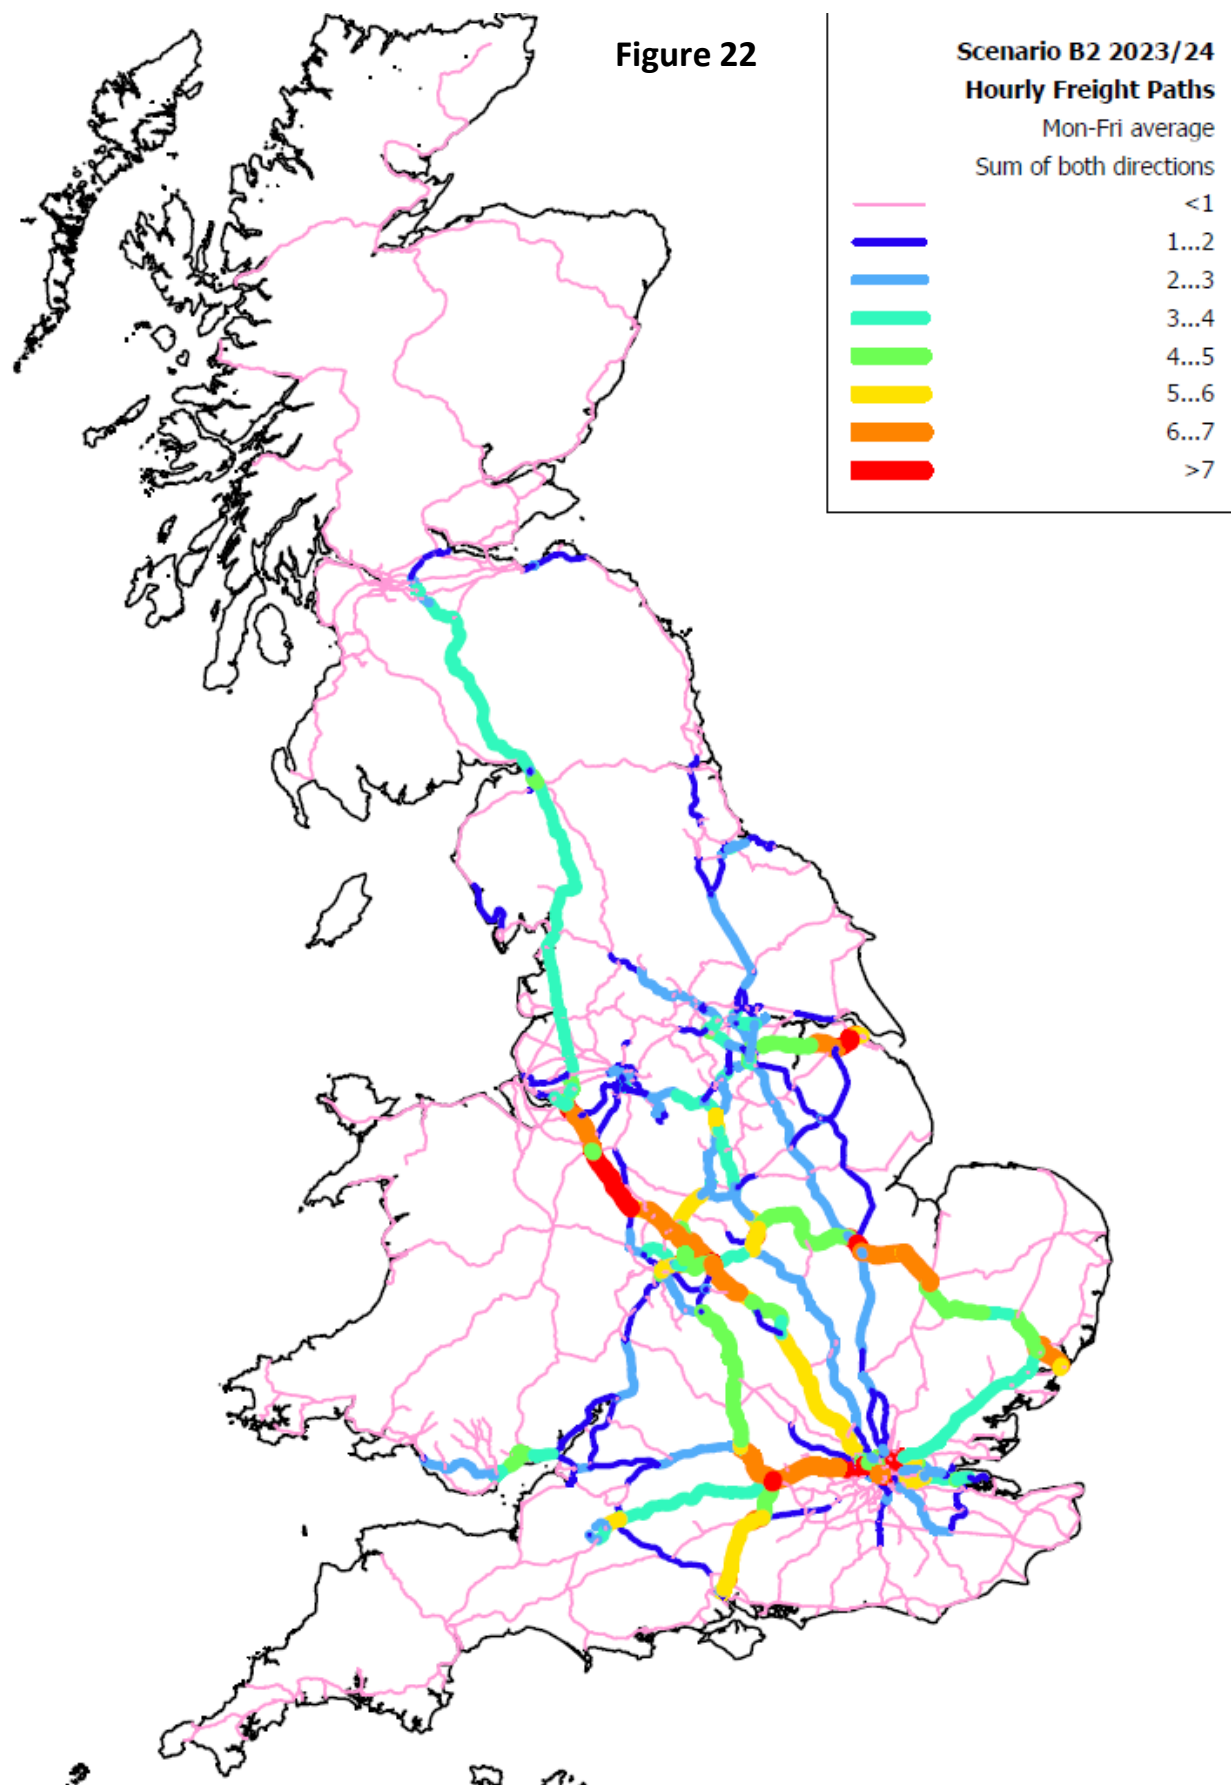 Figure 22
Scenario B2 2023/24
Hourly Freight Paths
Mon-Fri average
Sum of both directions
<1
1...2
2...3
3...4
4...5
5...6
6...7
>7